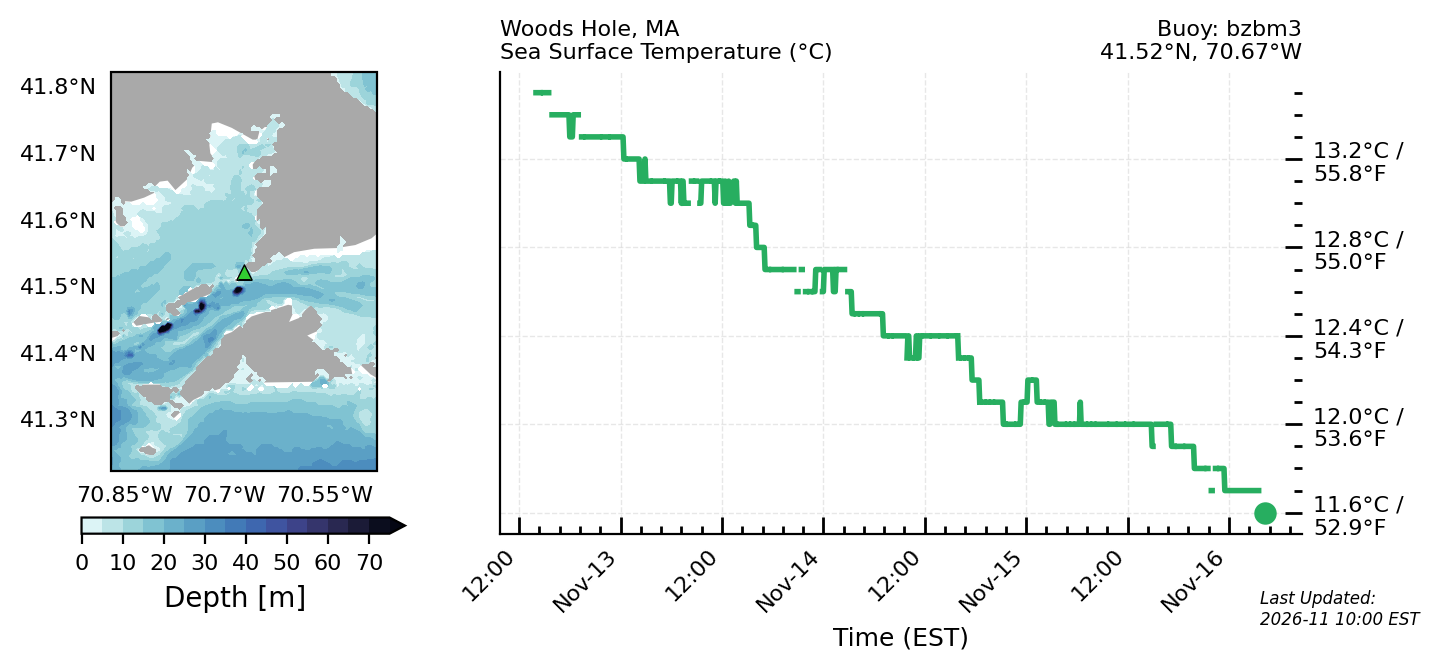 Woods Hole, MA
Sea Surface Temperature (°C)
Buoy: bzbm3
41.52°N, 70.67°W
41.8°N
41.7°N
41.6°N
41.5°N
41.4°N
41.3°N
70.85°W 70.7°W 70.55°W
0 10 20 30 40 50 60 70
Depth [m]
13.2°C /
55.8°F
12.8°C /
55.0°F
12.4°C /
54.3°F
12.0°C /
53.6°F
11.6°C /
52.9°F
12:00 Nov-13 12:00 Nov-14 12:00 Nov-15 12:00 Nov-16
Time (EST)
Last Updated:
2026-11 10:00 EST